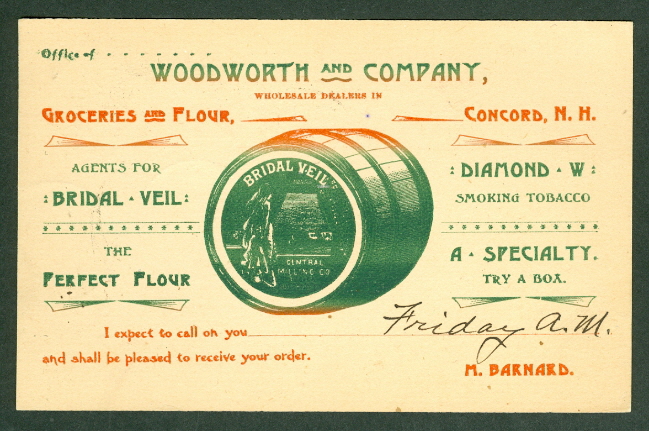 Office of . . . . . . .
WOODWORTH AND COMPANY,
WHOLESALE DEALERS IN
GROCERIES AND FLOUR,
CONCORD, N. H.
AGENTS FOR
: BRIDAL · VEIL :
THE
PERFECT FLOUR
BRIDAL VEIL
CENTRAL
MILLING CO
: DIAMOND · W :
SMOKING TOBACCO
A · SPECIALTY.
TRY A BOX.
I expect to call on you Friday A.M.
and shall be pleased to receive your order.
M. BARNARD.